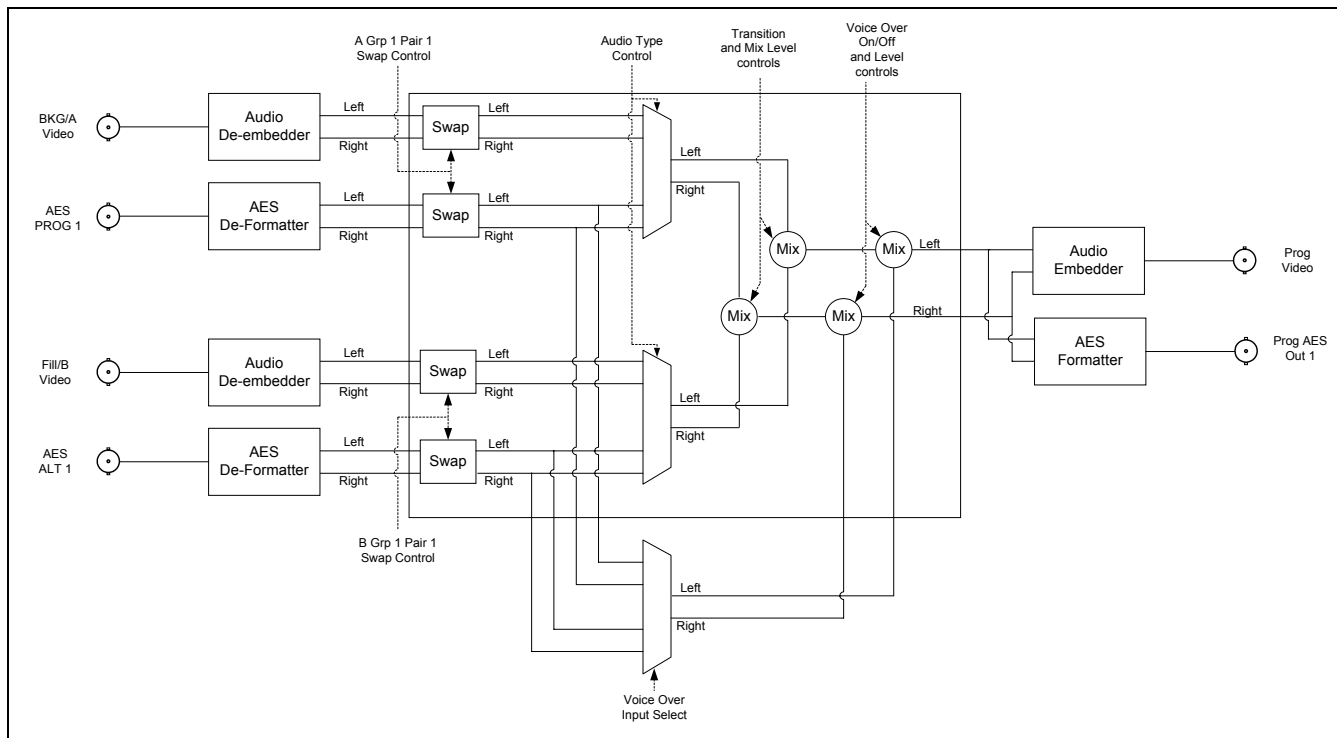 A Grp 1 Pair 1
Swap Control
Audio Type
Control
Transition
and Mix Level
controls
Voice Over
On/Off
and Level
controls
BKG/A
Video
Audio
De-embedder
Left
Right
Swap
Left
Right
AES
PROG 1
AES
De-Formatter
Left
Right
Swap
Left
Right
Left
Right
Mix
Mix
Left
Mix
Mix
Right
Audio
Embedder
Prog
Video
AES
Formatter
Prog AES
Out 1
Fill/B
Video
Audio
De-embedder
Left
Right
Swap
Left
Right
AES
ALT 1
AES
De-Formatter
Left
Right
Swap
Left
Right
Left
Right
B Grp 1 Pair 1
Swap Control
Left
Right
Voice Over
Input Select